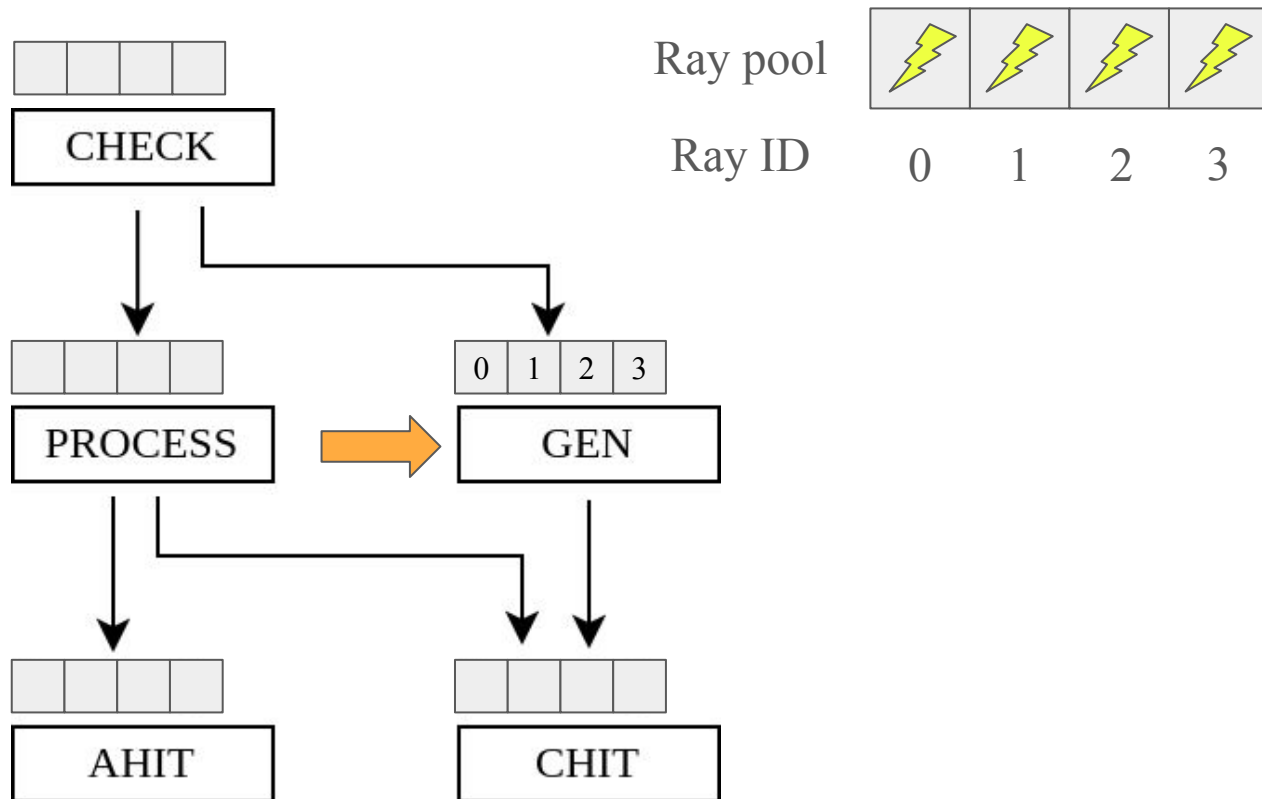 Ray pool
CHECK
Ray ID 0 1 2 3
0 1 2 3
PROCESS GEN
AHIT CHIT